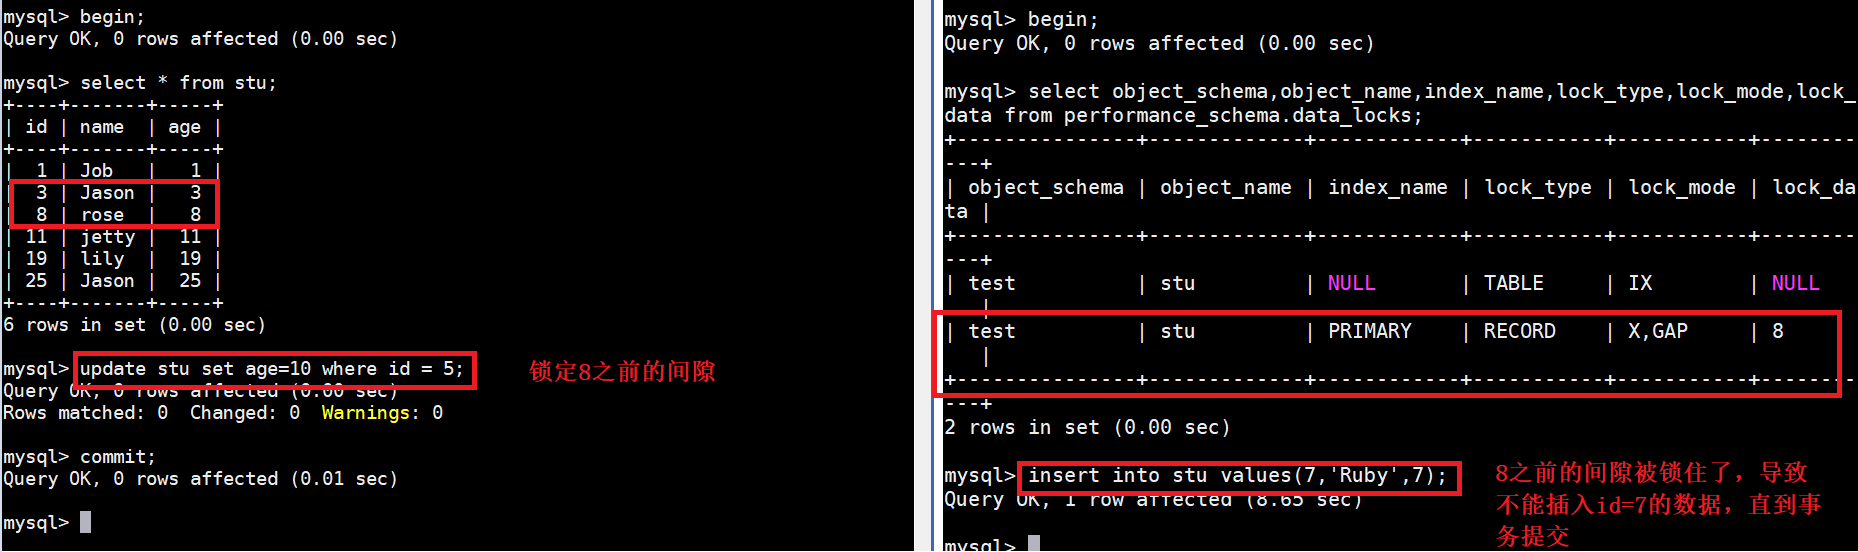 mysql> begin;
Query OK, 0 rows affected (0.00 sec)
mysql> select * from stu;
+----+-------+-----+
| id | name  | age |
+----+-------+-----+
|  1 | Job   |   1 |
|  3 | Jason |   3 |
|  8 | rose  |   8 |
| 11 | jetty |  11 |
| 19 | lily  |  19 |
| 25 | Jason |  25 |
+----+-------+-----+
6 rows in set (0.00 sec)
mysql> update stu set age=10 where id = 5;
锁定8之前的间隙
Query OK, 0 rows affected (0.00 sec)
Rows matched: 0  Changed: 0  Warnings: 0
mysql> commit;
Query OK, 0 rows affected (0.01 sec)
mysql>
mysql> begin;
Query OK, 0 rows affected (0.00 sec)
mysql> select object_schema,object_name,index_name,lock_type,lock_mode,lock_
data from performance_schema.data_locks;
+---------------+-------------+------------+-----------+-----------+--------
---+
| object_schema | object_name | index_name | lock_type | lock_mode | lock_da
ta |
+---------------+-------------+------------+-----------+-----------+--------
---+
| test          | stu         | NULL       | TABLE     | IX        | NULL
   |
| test          | stu         | PRIMARY    | RECORD    | X,GAP     | 8
   |
+---------------+-------------+------------+-----------+-----------+--------
---+
2 rows in set (0.00 sec)
mysql> insert into stu values(7,'Ruby',7);
Query OK, 1 row affected (8.65 sec)
mysql>
8之前的间隙被锁住了，导致
不能插入id=7的数据，直到事
务提交